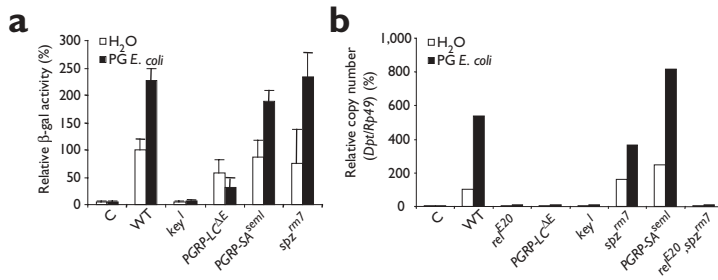 a
Relative β-gal activity (%)
300
250
200
150
100
50
0
H2O
PG E. coli
C
WT
key1
PGRP-LCΔE
PGRP-SAseml
spzrm7
b
Relative copy number
(Dpt/Rp49) (%)
1,000
800
600
400
200
0
H2O
PG E. coli
C
WT
relE20
PGRP-LCΔE
key1
spzrm7
PGRP-SAseml
relE20,spzrm7